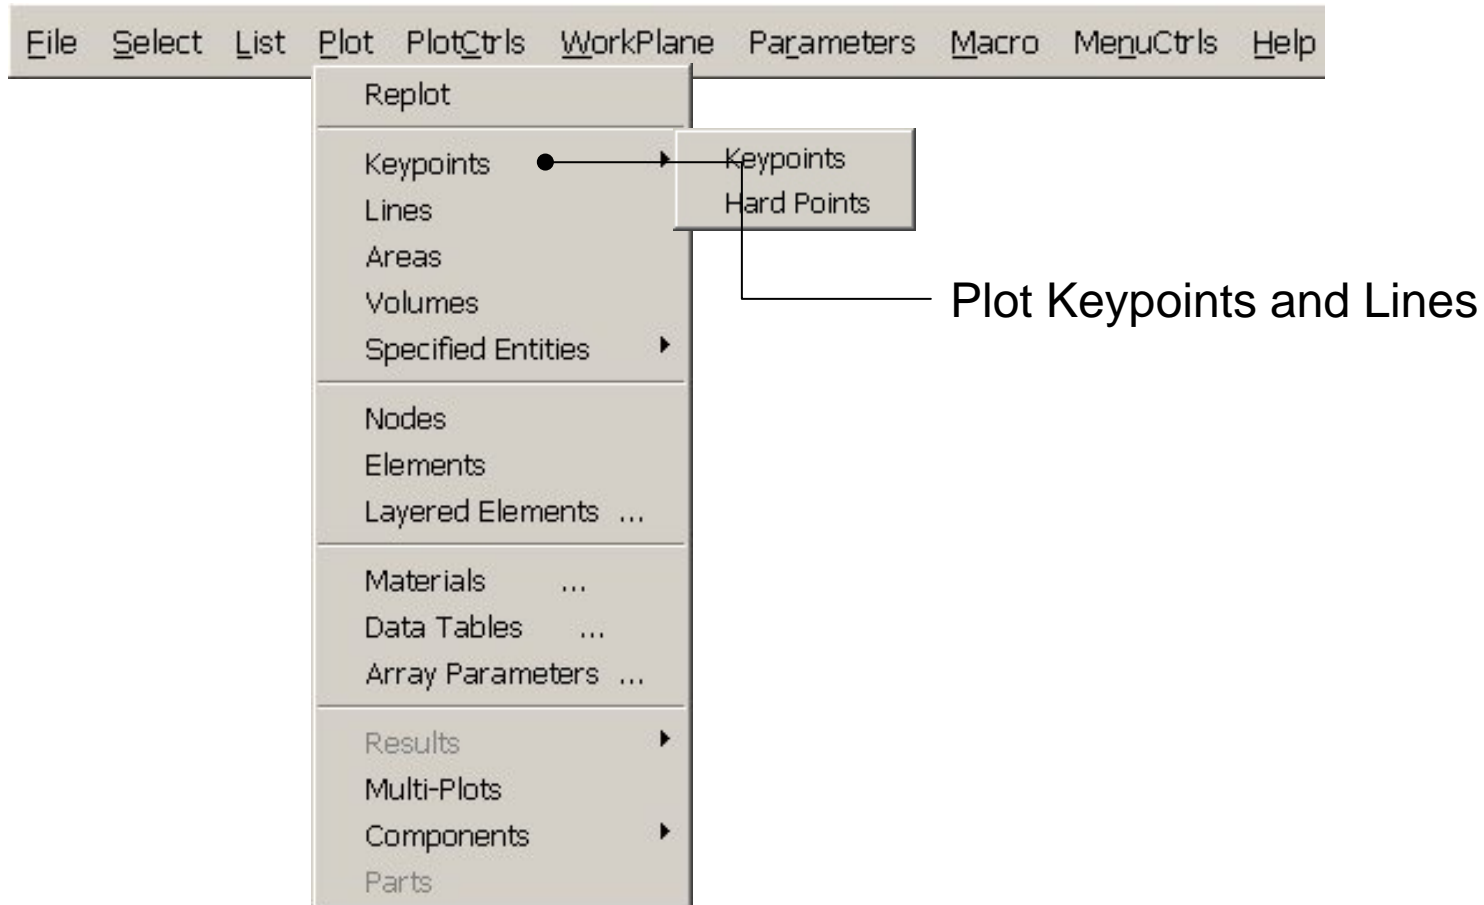 File Select List Plot PlotCtrls WorkPlane Parameters Macro MenuCtrls Help
Replot
Keypoints
Keypoints
Hard Points
Lines
Areas
Volumes
Specified Entities
Plot Keypoints and Lines
Nodes
Elements
Layered Elements ...
Materials ...
Data Tables ...
Array Parameters ...
Results
Multi-Plots
Components
Parts